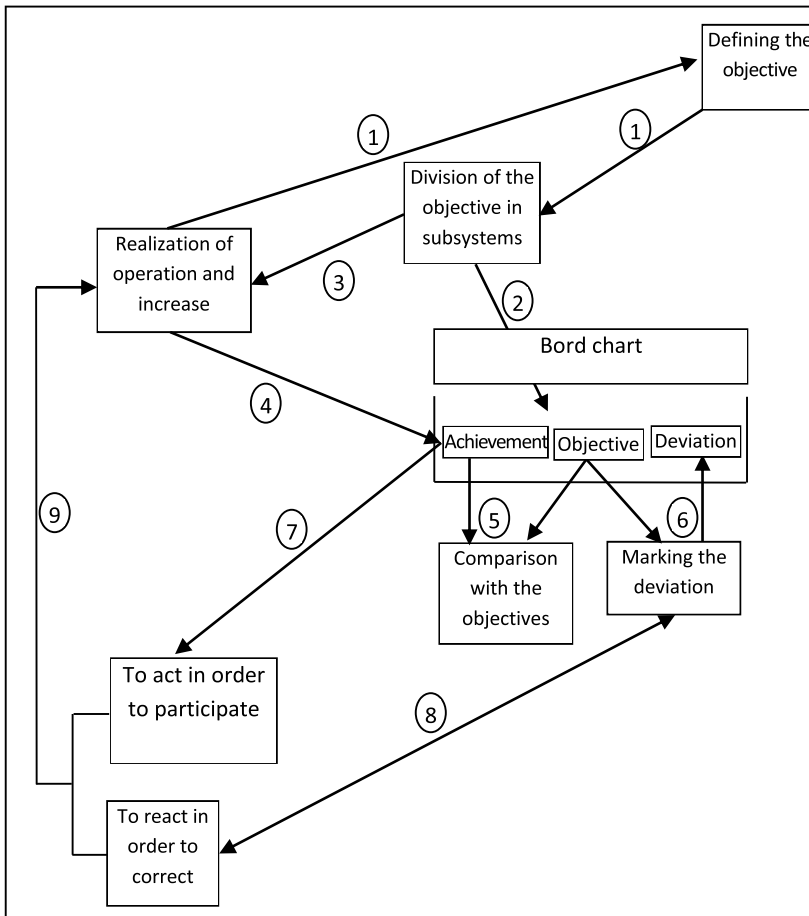 Defining the
objective
1
1
Division of the
objective in
subsystems
Realization of
operation and
increase
3
2
Bord chart
4
Achievement
Objective
Deviation
9
7
5
6
Comparison
with the
objectives
Marking the
deviation
To act in order
to participate
8
To react in
order to
correct